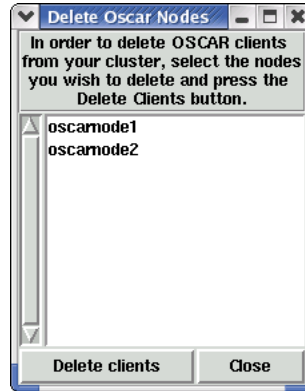 Delete Oscar Nodes
In order to delete OSCAR clients
from your cluster, select the nodes
you wish to delete and press the
Delete Clients button.
oscarnode1
oscarnode2
Delete clients
Close